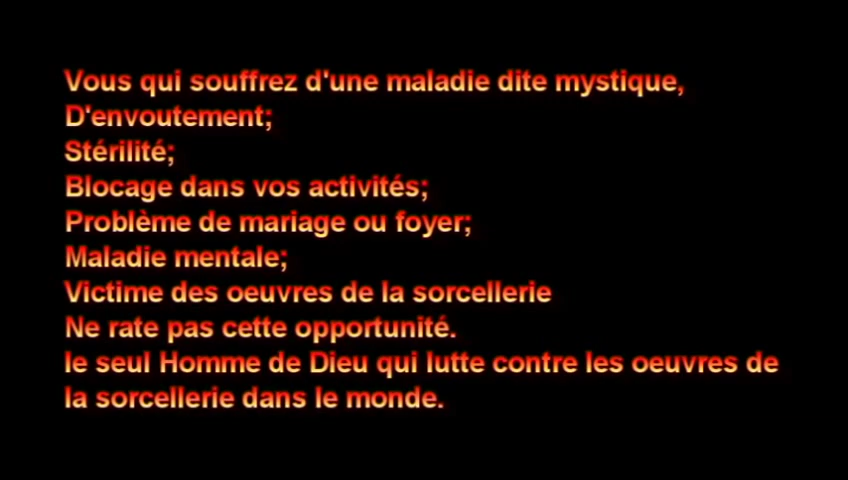 Vous qui souffrez d'une maladie dite mystique,
D'envoutement;
Stérilité;
Blocage dans vos activités;
Problème de mariage ou foyer;
Maladie mentale;
Victime des oeuvres de la sorcellerie
Ne rate pas cette opportunité.
le seul Homme de Dieu qui lutte contre les oeuvres de
la sorcellerie dans le monde.